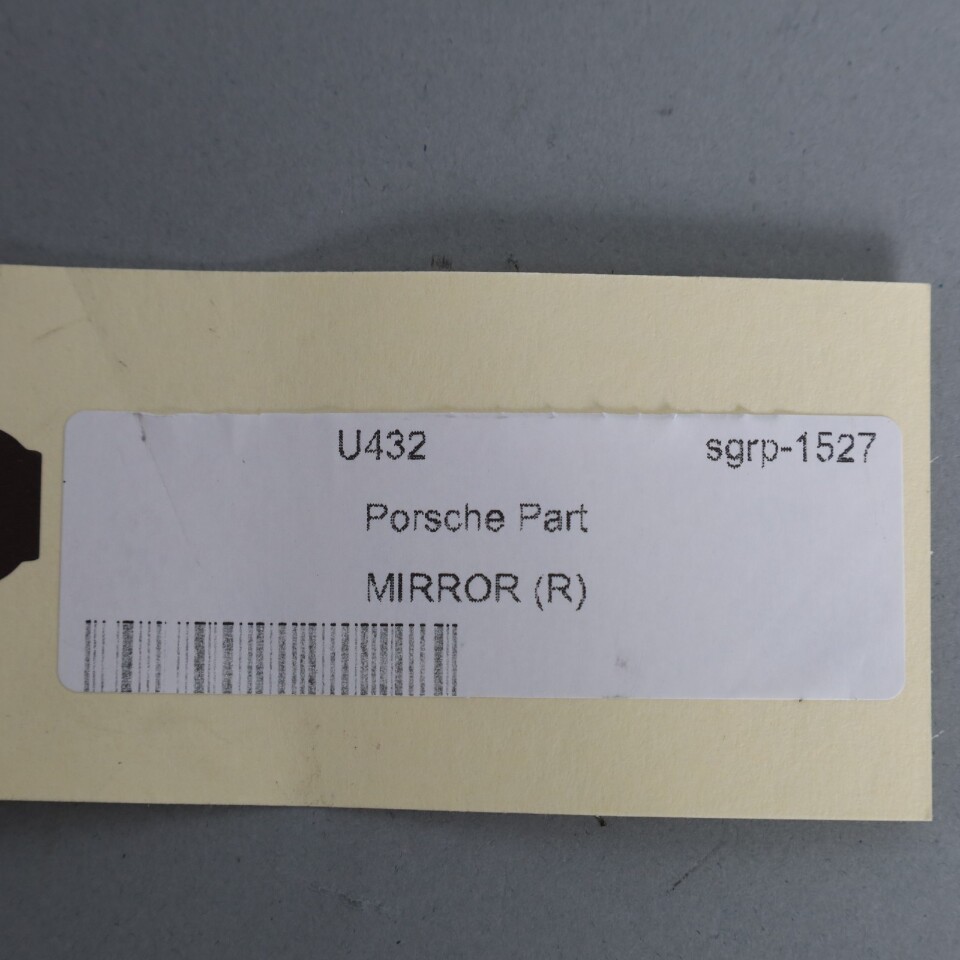 U432 sgrp-1527
Porsche Part
MIRROR (R)